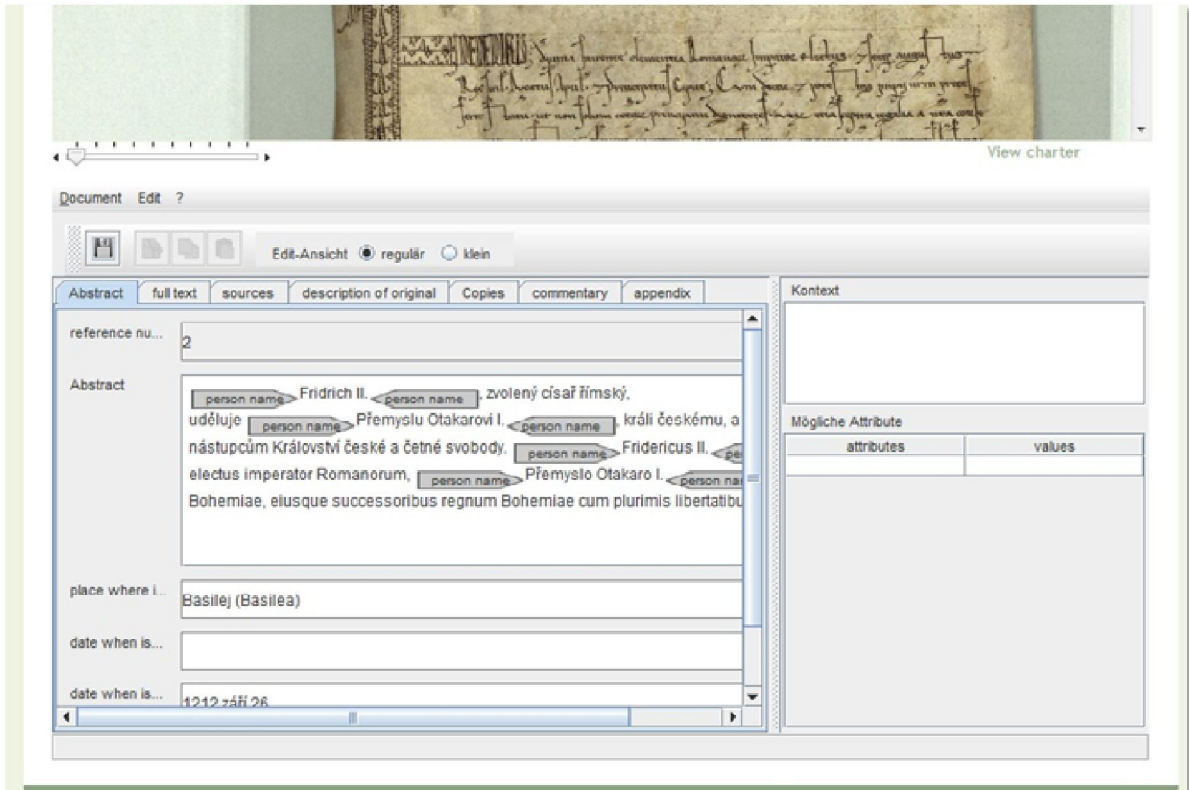 View charter
Document Edit ?
Edit-Ansicht regulär klein
Abstract full text sources description of original Copies commentary appendix
Kontext
reference nu...
2
Abstract
person name Fridrich II. person name , zvolený císař římský,
uděluje person name Přemyslu Otakarovi I. person name , králi českému, a
nástupcům Království české a četné svobody. person name Fridericus II. pe
electus imperator Romanorum, person name Přemyslo Otakaro I. person nai
Bohemiae, eiusque successoribus regnum Bohemiae cum plurimis libertatibu
Mögliche Attribute
attributes values
place where i...
Basilej (Basilea)
date when is...
date when is...
1212 září 26